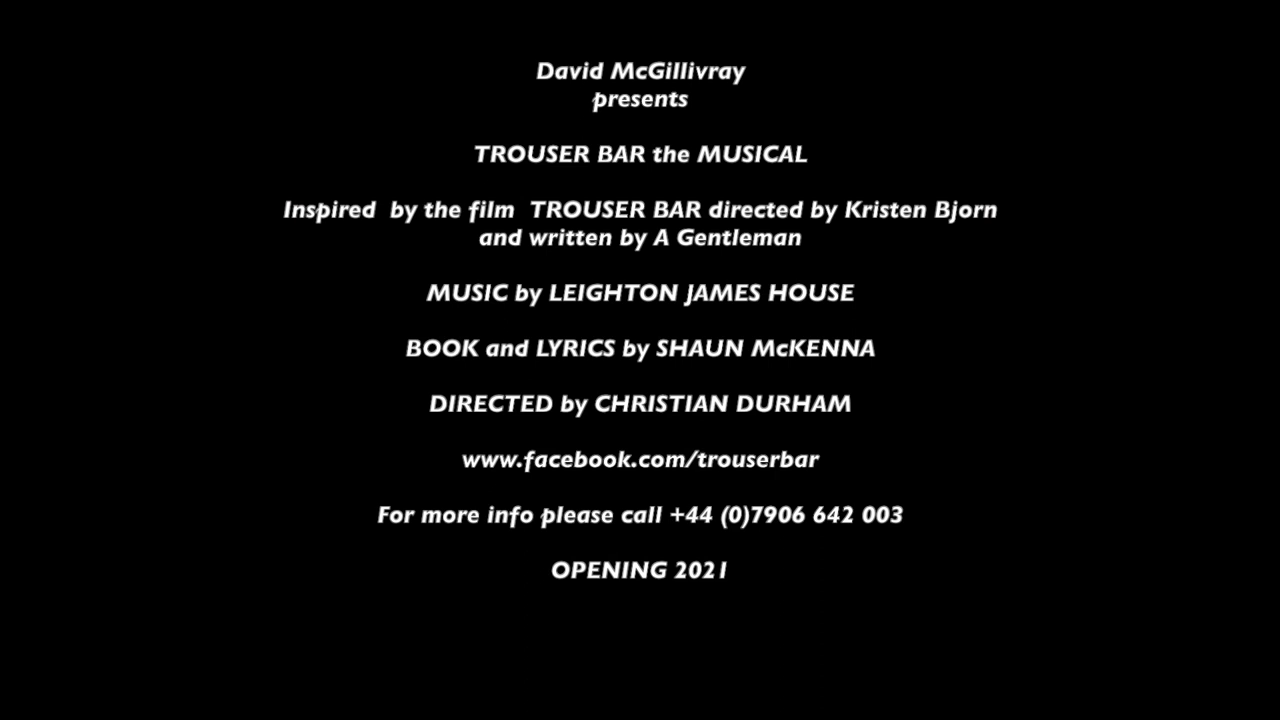 David McGillivray
presents
TROUSER BAR the MUSICAL
Inspired  by the film  TROUSER BAR directed by Kristen Bjorn
and written by A Gentleman
MUSIC by LEIGHTON JAMES HOUSE
BOOK and LYRICS by SHAUN McKENNA
DIRECTED by CHRISTIAN DURHAM
www.facebook.com/trouserbar
For more info please call +44 (0)7906 642 003
OPENING 2021